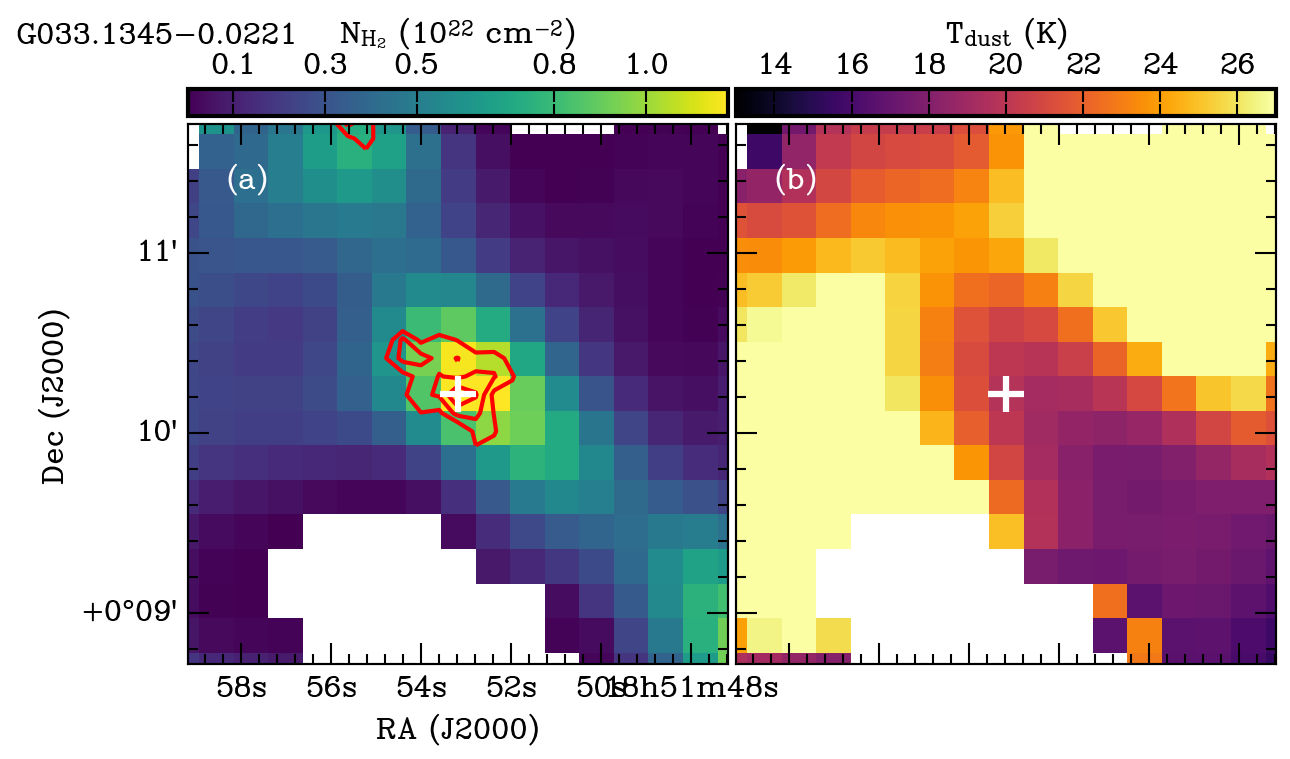 G033.1345−0.0221 N_H₂ (10²² cm⁻²) T_dust (K)
0.1 0.3 0.5 0.8 1.0 14 16 18 20 22 24 26
(a) (b)
11'
10'
+0°09'
Dec (J2000)
58s 56s 54s 52s 50s 18h51m48s
RA (J2000)